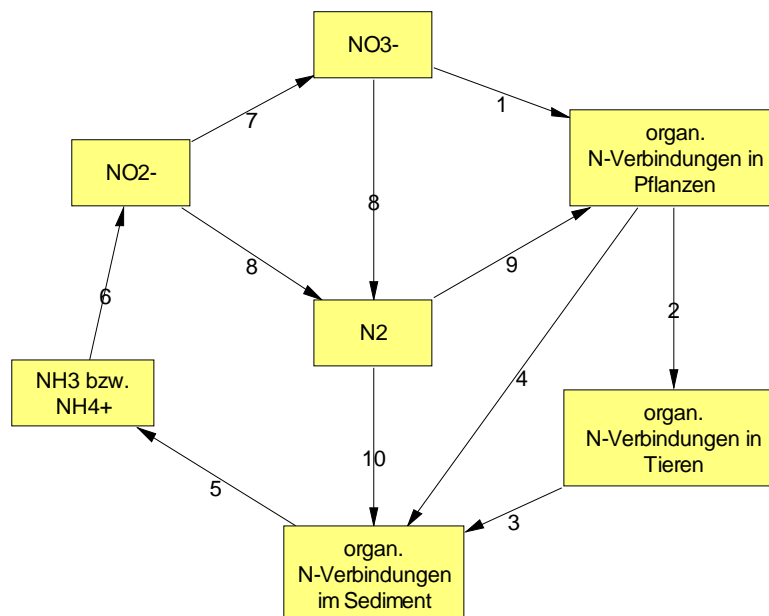 NO3-
1
7
organ.
N-Verbindungen in
Pflanzen
NO2-
8
8
9
2
6
N2
NH3 bzw.
NH4+
4
organ.
N-Verbindungen in
Tieren
10
5
3
organ.
N-Verbindungen
im Sediment